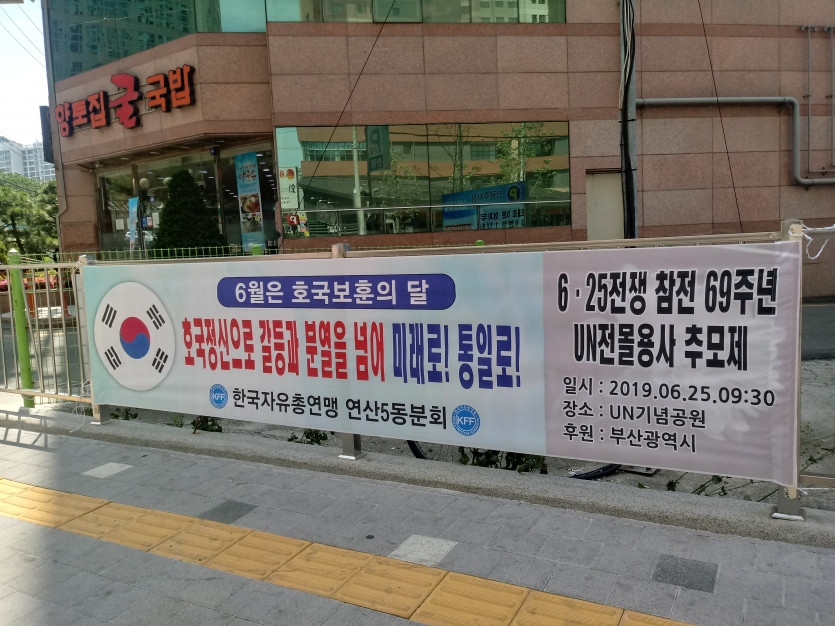 양로집 굴 국밥
6월은 호국보훈의 달
호국정신으로 갈등과 분열을 넘어 미래로! 통일로!
KFF 한국자유총연맹 연산5동분회 KFF
6·25전쟁 참전 69주년
UN전몰용사 추모제
일시 : 2019.06.25.09:30
장소 : UN기념공원
후원 : 부산광역시